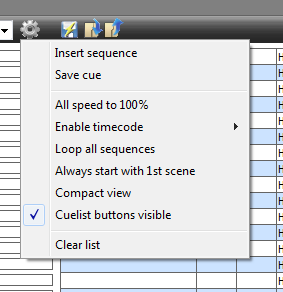 Insert sequence
Save cue
All speed to 100%
Enable timecode
Loop all sequences
Always start with 1st scene
Compact view
Cuelist buttons visible
Clear list